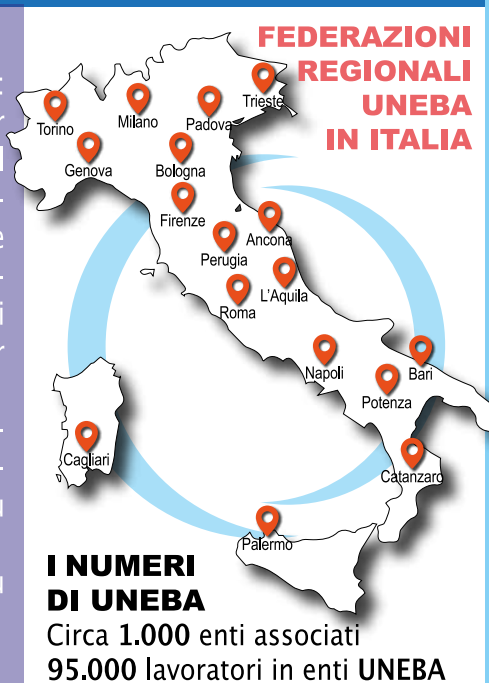 FEDERAZIONI
REGIONALI
UNEBA
IN ITALIA
Trieste
Torino
Milano
Padova
Genova
Bologna
Firenze
Ancona
Perugia
L'Aquila
Roma
Napoli
Bari
Potenza
Cagliari
Catanzaro
Palermo
I NUMERI
DI UNEBA
Circa 1.000 enti associati
95.000 lavoratori in enti UNEBA